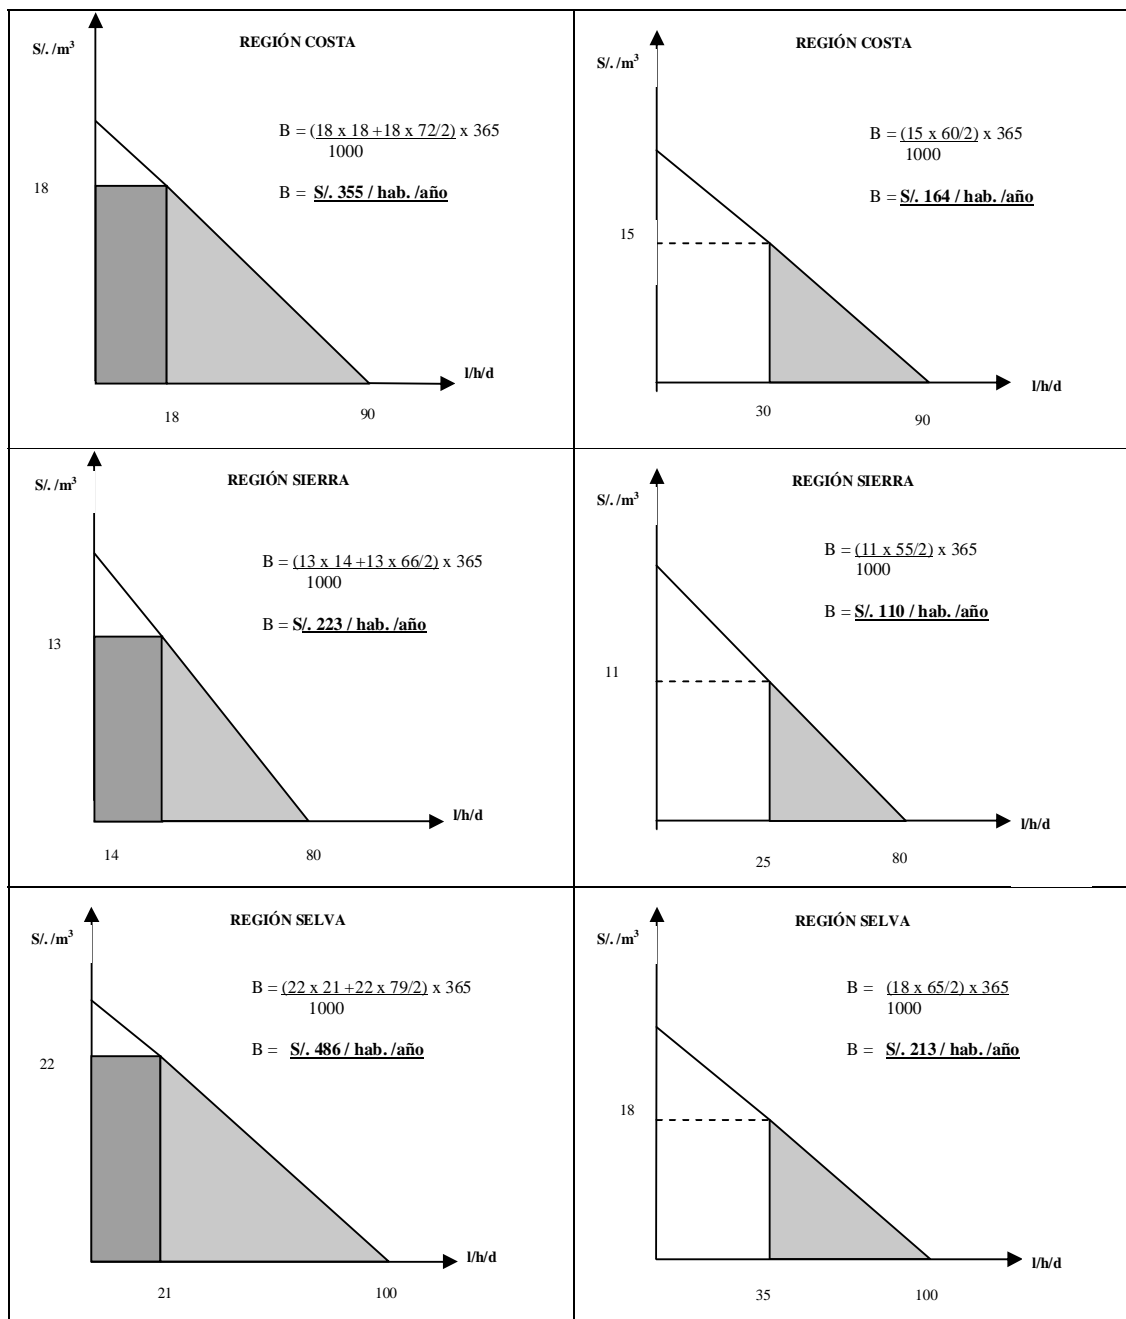 REGIÓN COSTA
S/. /m³
B = (18 x 18 +18 x 72/2) x 365
1000
B = S/. 355 / hab. /año
18
l/h/d
18
90
REGIÓN COSTA
S/. /m³
B = (15 x 60/2) x 365
1000
B = S/. 164 / hab. /año
15
l/h/d
30
90
REGIÓN SIERRA
S/. /m³
B = (13 x 14 +13 x 66/2) x 365
1000
B = S/. 223 / hab. /año
13
l/h/d
14
80
REGIÓN SIERRA
S/. /m³
B = (11 x 55/2) x 365
1000
B = S/. 110 / hab. /año
11
l/h/d
25
80
REGIÓN SELVA
S/. /m³
B = (22 x 21 +22 x 79/2) x 365
1000
B = S/. 486 / hab. /año
22
l/h/d
21
100
REGIÓN SELVA
S/. /m³
B = (18 x 65/2) x 365
1000
B = S/. 213 / hab. /año
18
l/h/d
35
100